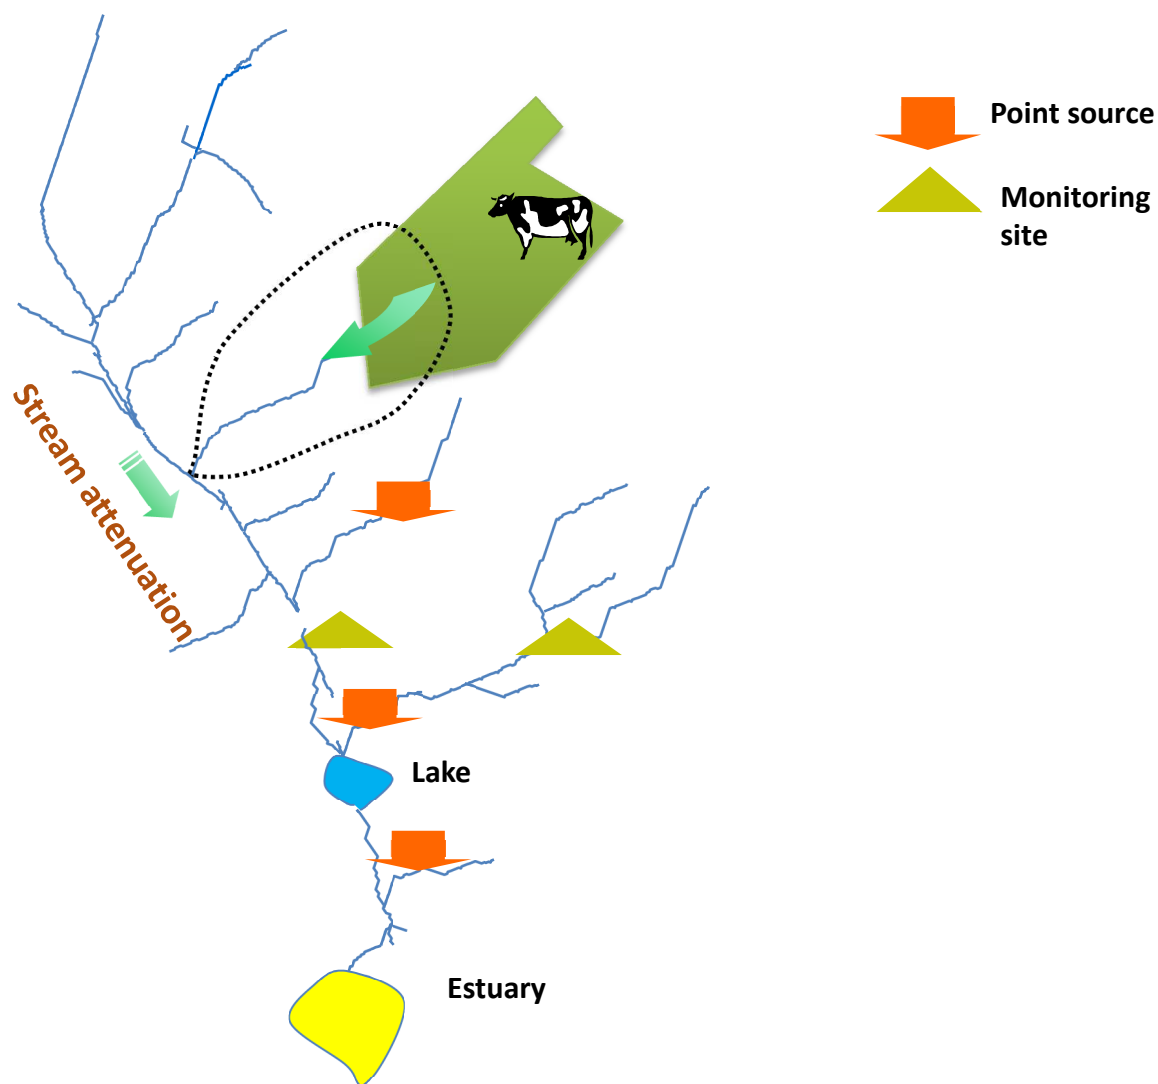 Point source
Monitoring
site
Stream attenuation
Lake
Estuary